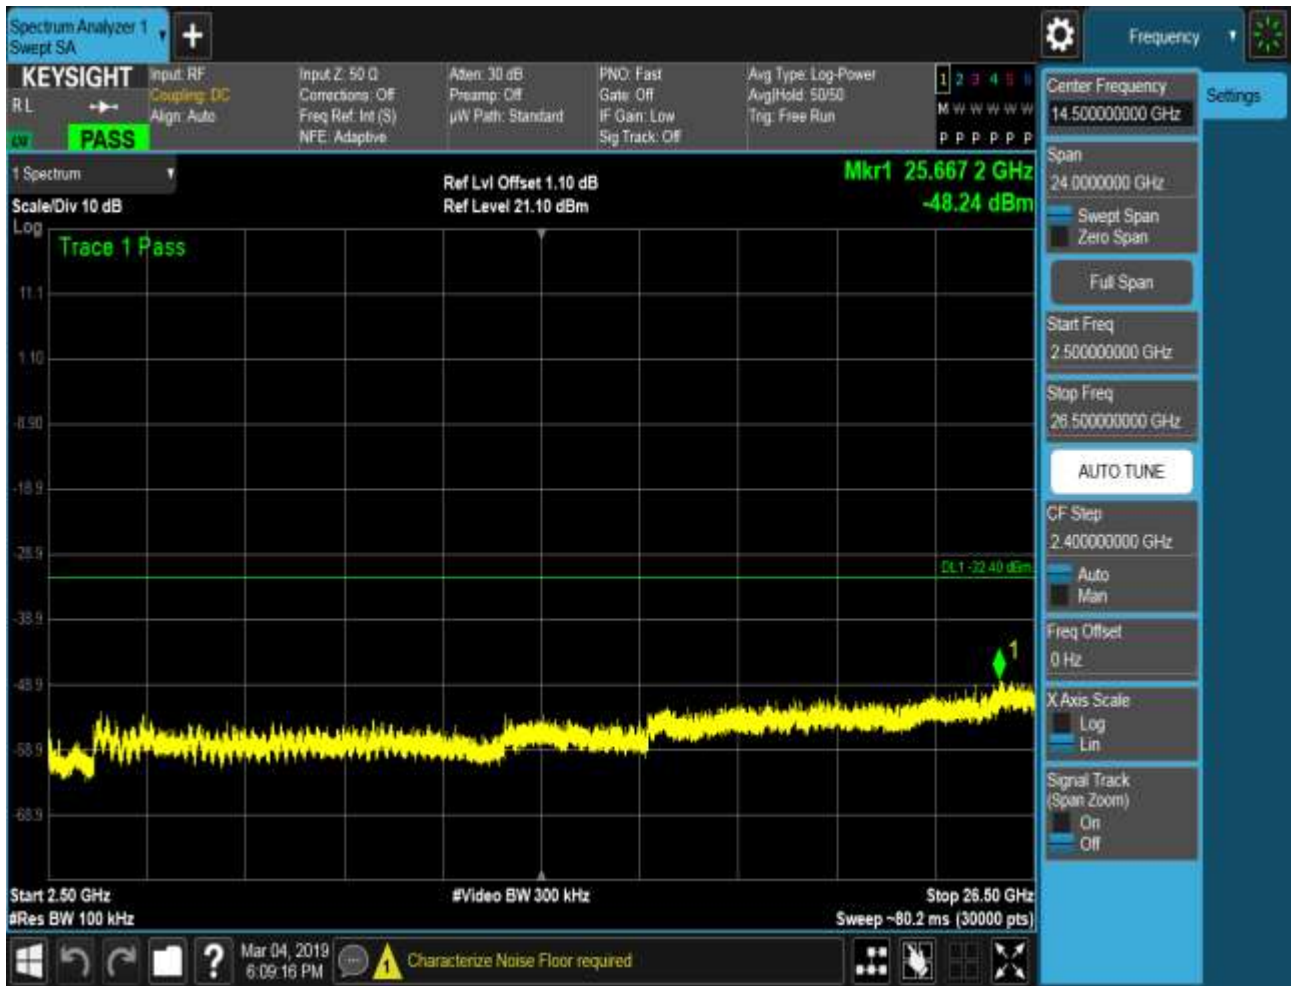 Spectrum Analyzer 1
Swept SA
+
Frequency
KEYSIGHT
R L
PASS
Input: RF
Coupling: DC
Align: Auto
Input Z: 50 Ω
Corrections: Off
Freq Ref: Int (S)
NFE: Adaptive
Atten: 30 dB
Preamp: Off
µW Path: Standard
PNO: Fast
Gate: Off
IF Gain: Low
Sig Track: Off
Avg Type: Log-Power
Avg|Hold: 50/50
Trig: Free Run
1 2 3 4 5 6
M W W W W W
P P P P P P
1 Spectrum
Scale/Div 10 dB
Log
Ref Lvl Offset 1.10 dB
Ref Level 21.10 dBm
Mkr1 25.667 2 GHz
-48.24 dBm
Trace 1 Pass
11.1
1.10
-8.90
-18.9
-28.9
DL1 -32.40 dBm
-38.9
1
-48.9
-58.9
-68.9
Start 2.50 GHz
#Video BW 300 kHz
Stop 26.50 GHz
#Res BW 100 kHz
Sweep ~80.2 ms (30000 pts)
Center Frequency
14.500000000 GHz
Settings
Span
24.0000000 GHz
Swept Span
Zero Span
Full Span
Start Freq
2.500000000 GHz
Stop Freq
26.500000000 GHz
AUTO TUNE
CF Step
2.400000000 GHz
Auto
Man
Freq Offset
0 Hz
X Axis Scale
Log
Lin
Signal Track
(Span Zoom)
On
Off
?
Mar 04, 2019
6:09:16 PM
1
Characterize Noise Floor required